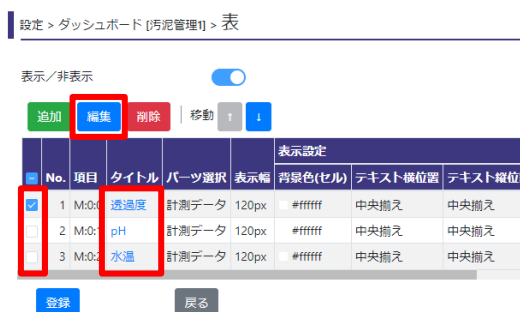 設定 > ダッシュボード [汚泥管理1] > 表
表示／非表示
追加 編集 削除 移動 ↑ ↓
表示設定
No. 項目 タイトル パーツ選択 表示幅 背景色(セル) テキスト横位置 テキスト縦位
1 M:0:0 透過度 計測データ 120px #ffffff 中央揃え 中央揃え
2 M:0:1 pH 計測データ 120px #ffffff 中央揃え 中央揃え
3 M:0:2 水温 計測データ 120px #ffffff 中央揃え 中央揃え
登録 戻る